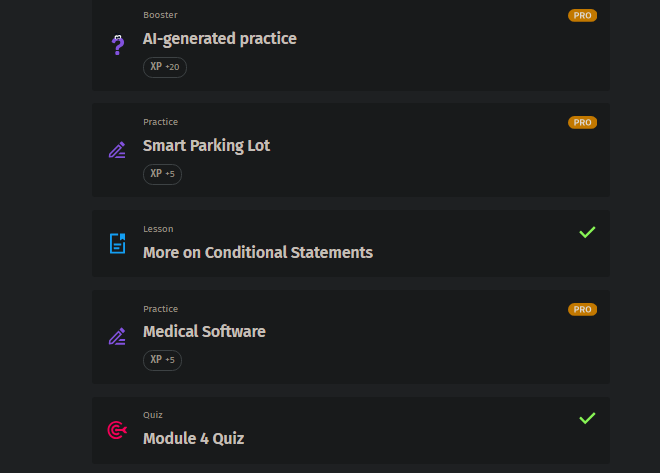 Booster
PRO
AI-generated practice
XP +20
Practice
PRO
Smart Parking Lot
XP +5
Lesson
More on Conditional Statements
Practice
PRO
Medical Software
XP +5
Quiz
Module 4 Quiz